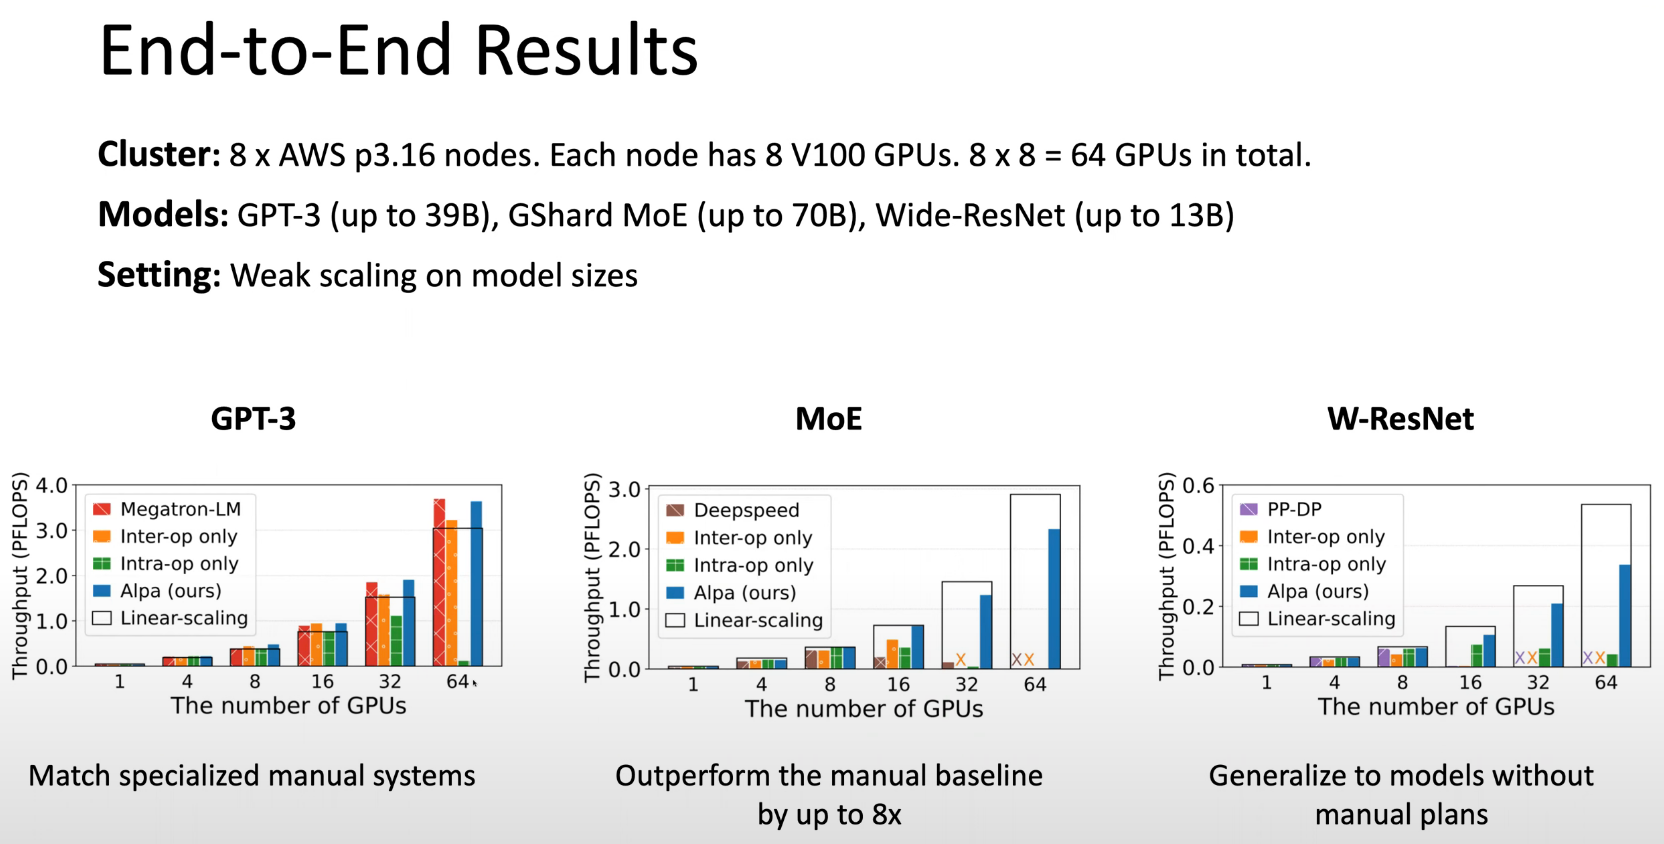 End-to-End Results
Cluster: 8 x AWS p3.16 nodes. Each node has 8 V100 GPUs. 8 x 8 = 64 GPUs in total.
Models: GPT-3 (up to 39B), GShard MoE (up to 70B), Wide-ResNet (up to 13B)
Setting: Weak scaling on model sizes
GPT-3
Throughput (PFLOPS)
4.0
3.0
2.0
1.0
0.0
Megatron-LM
Inter-op only
Intra-op only
Alpa (ours)
Linear-scaling
1 4 8 16 32 64
The number of GPUs
Match specialized manual systems
MoE
Throughput (PFLOPS)
3.0
2.0
1.0
0.0
Deepspeed
Inter-op only
Intra-op only
Alpa (ours)
Linear-scaling
X
X X
1 4 8 16 32 64
The number of GPUs
Outperform the manual baseline
by up to 8x
W-ResNet
Throughput (PFLOPS)
0.6
0.4
0.2
0.0
PP-DP
Inter-op only
Intra-op only
Alpa (ours)
Linear-scaling
X X
X X
1 4 8 16 32 64
The number of GPUs
Generalize to models without
manual plans